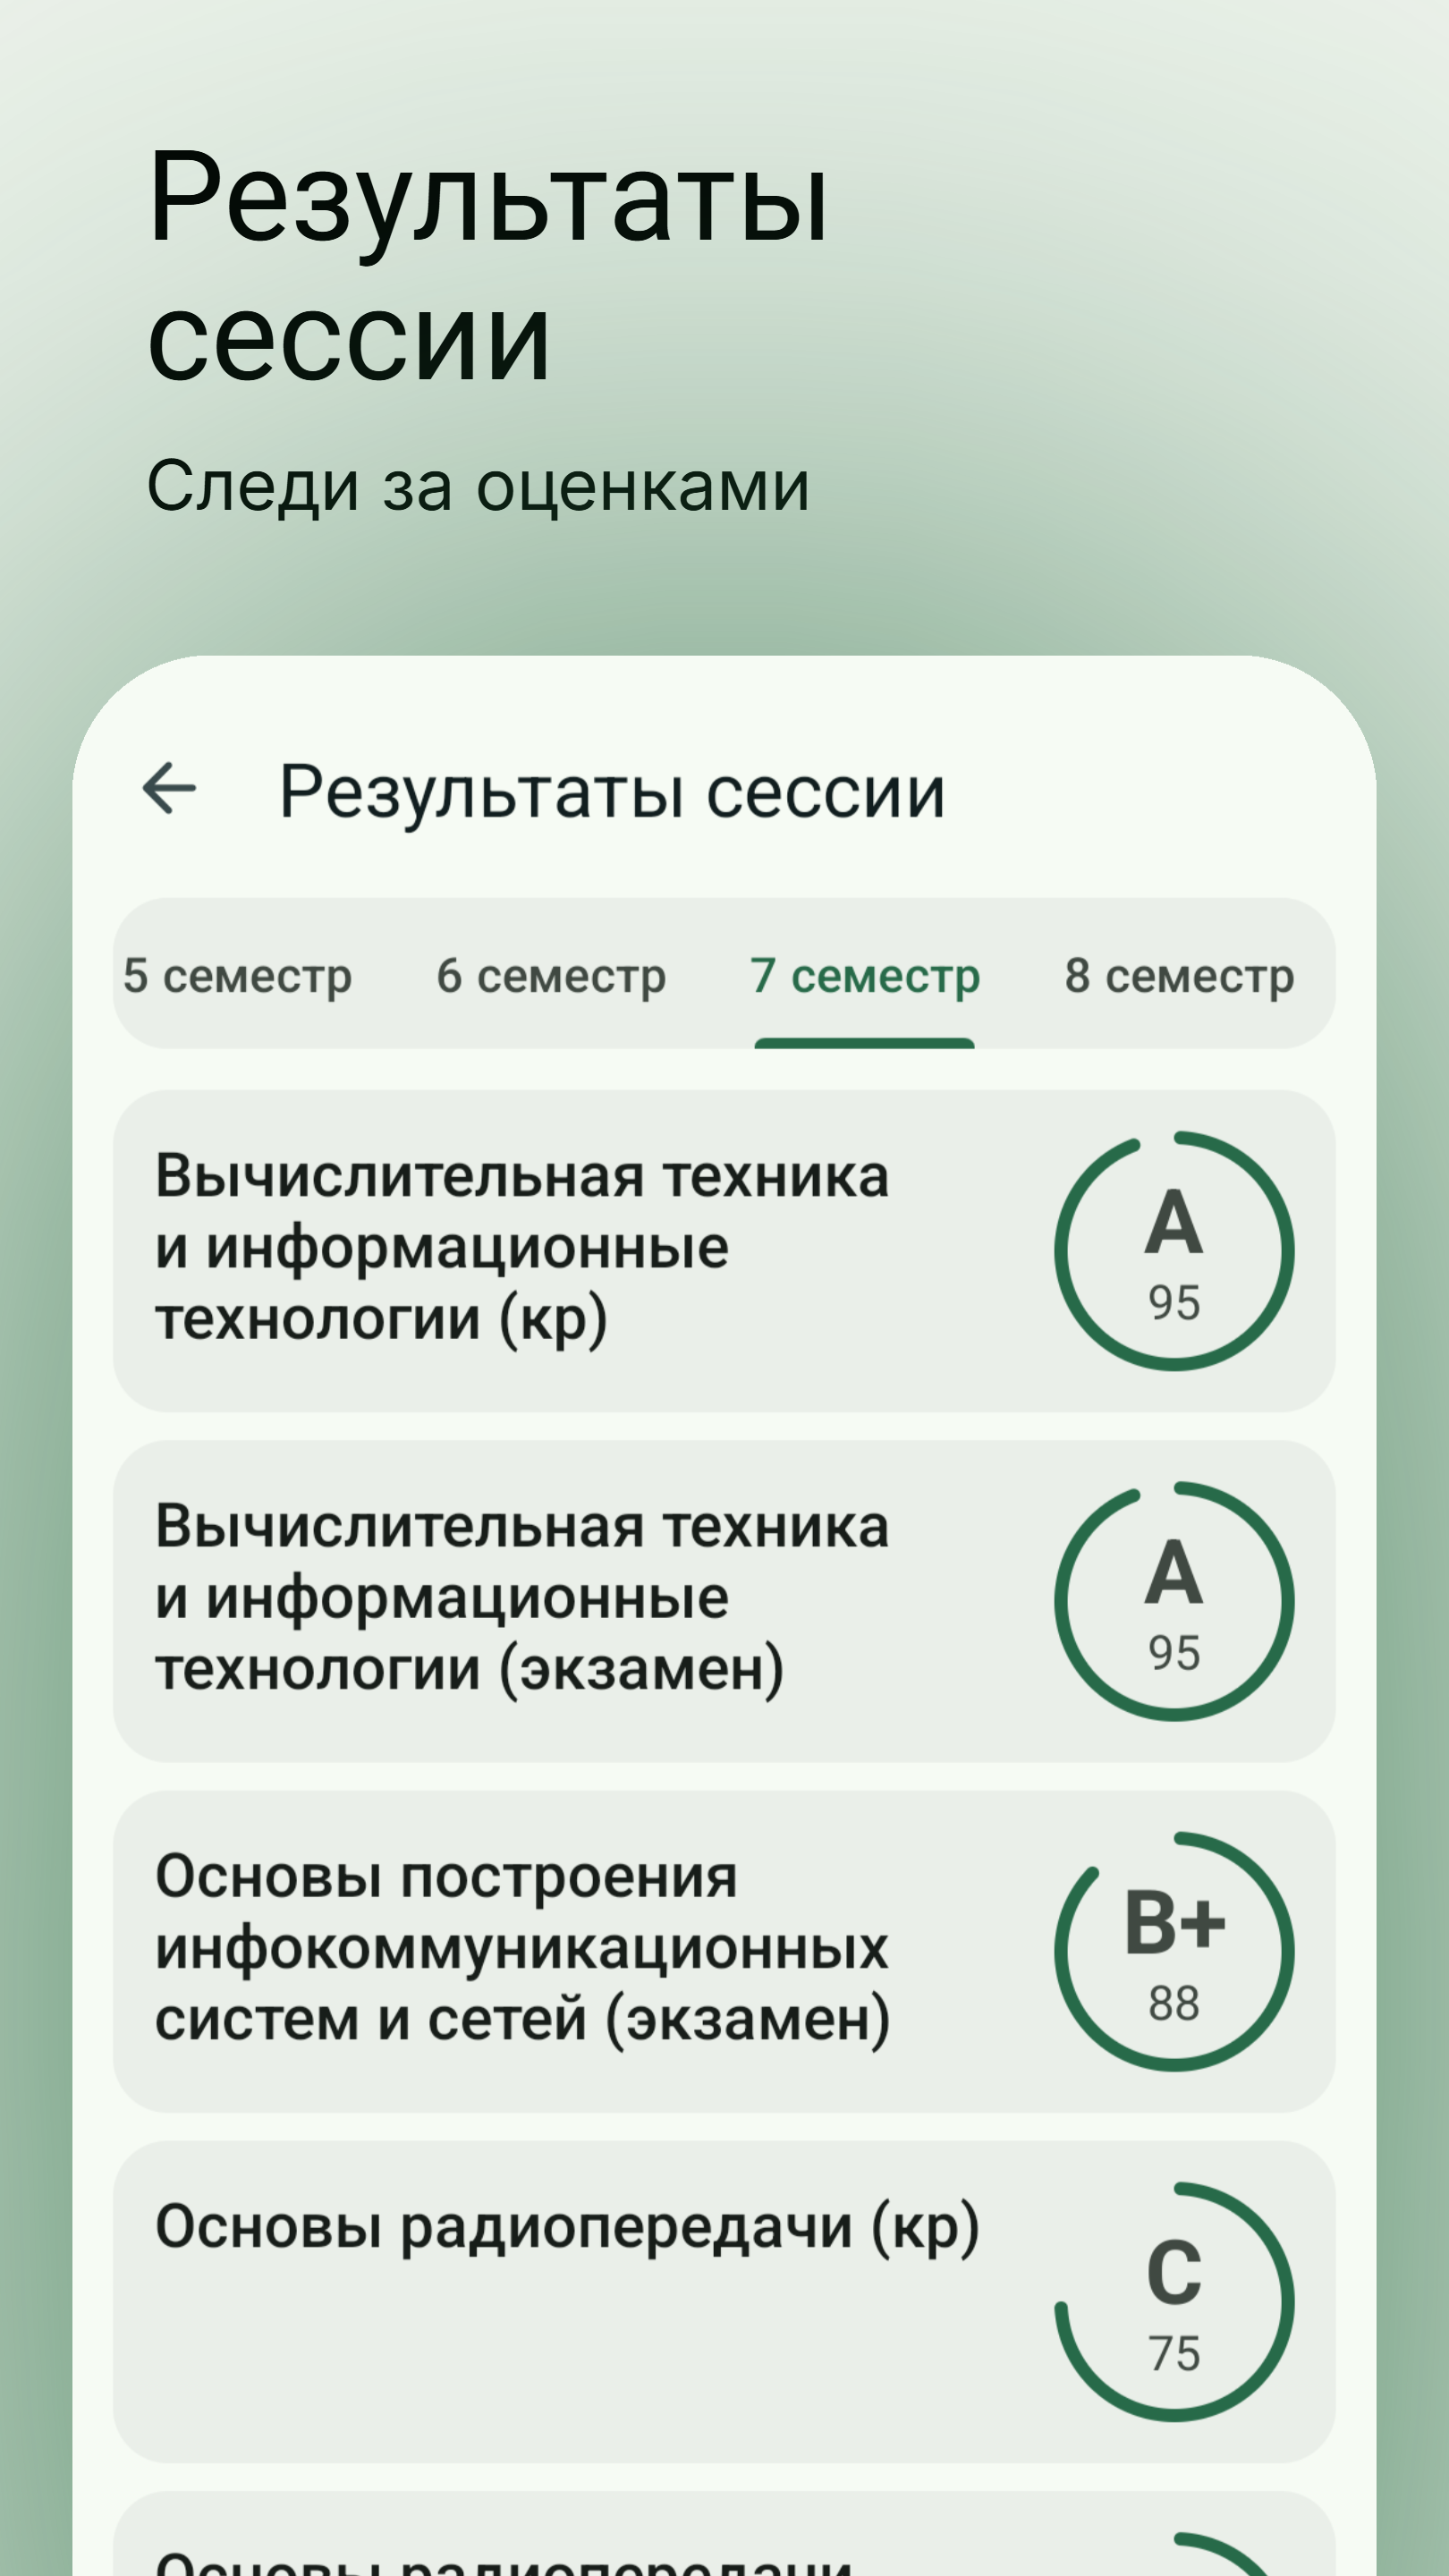 Результаты
сессии
Следи за оценками
Результаты сессии
5 семестр 6 семестр 7 семестр 8 семестр
Вычислительная техника
и информационные
технологии (кр)
A
95
Вычислительная техника
и информационные
технологии (экзамен)
A
95
Основы построения
инфокоммуникационных
систем и сетей (экзамен)
B+
88
Основы радиопередачи (кр)
C
75
Основы радиопередачи